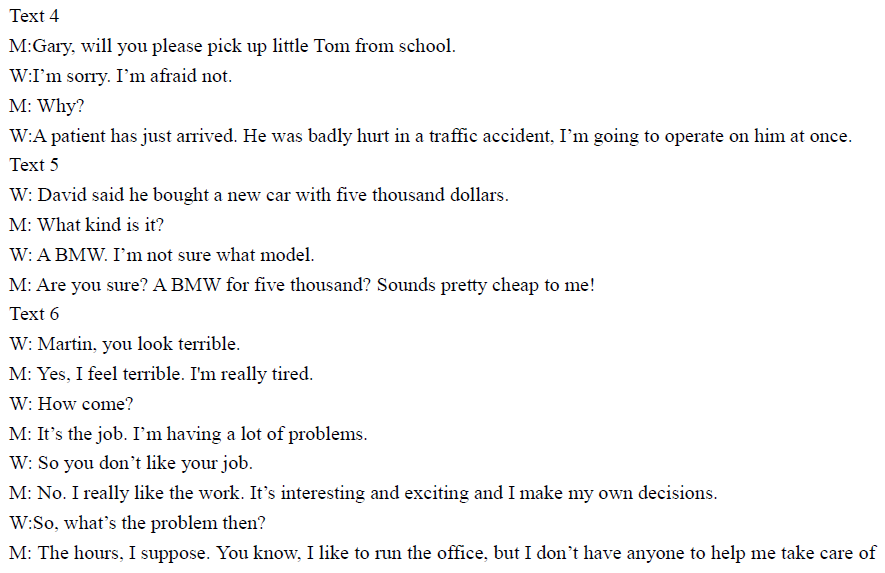 Text 4
M:Gary, will you please pick up little Tom from school.
W:I’m sorry. I’m afraid not.
M: Why?
W:A patient has just arrived. He was badly hurt in a traffic accident, I’m going to operate on him at once.
Text 5
W: David said he bought a new car with five thousand dollars.
M: What kind is it?
W: A BMW. I’m not sure what model.
M: Are you sure? A BMW for five thousand? Sounds pretty cheap to me!
Text 6
W: Martin, you look terrible.
M: Yes, I feel terrible. I'm really tired.
W: How come?
M: It’s the job. I’m having a lot of problems.
W: So you don’t like your job.
M: No. I really like the work. It’s interesting and exciting and I make my own decisions.
W:So, what’s the problem then?
M: The hours, I suppose. You know, I like to run the office, but I don’t have anyone to help me take care of